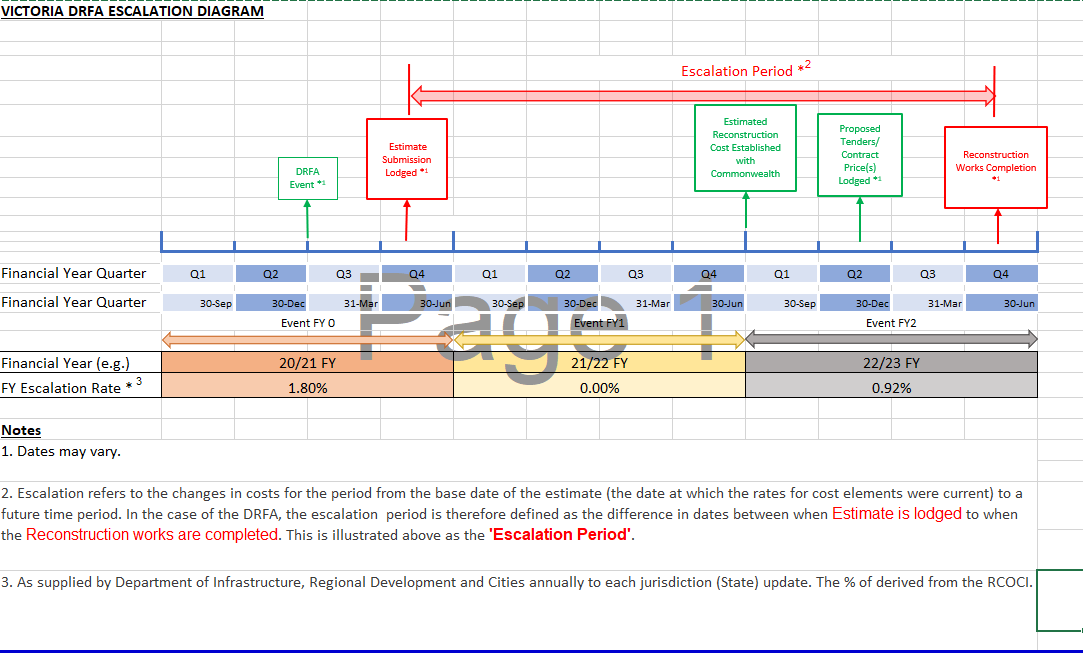 VICTORIA DRFA ESCALATION DIAGRAM
Escalation Period *2
Estimated
Reconstruction
Cost Established
with
Commonwealth
Proposed
Tenders/
Contract
Price(s)
Lodged *1
Estimate
Submission
Lodged *1
Reconstruction
Works Completion
*1
DRFA
Event *1
Financial Year Quarter Q1 Q2 Q3 Q4 Q1 Q2 Q3 Q4 Q1 Q2 Q3 Q4
Financial Year Quarter 30-Sep 30-Dec 31-Mar 30-Jun 30-Sep 30-Dec 31-Mar 30-Jun 30-Sep 30-Dec 31-Mar 30-Jun
Page 1
Event FY 0 Event FY1 Event FY2
Financial Year (e.g.) 20/21 FY 21/22 FY 22/23 FY
FY Escalation Rate * 3 1.80% 0.00% 0.92%
Notes
1. Dates may vary.
2. Escalation refers to the changes in costs for the period from the base date of the estimate (the date at which the rates for cost elements were current) to a
future time period. In the case of the DRFA, the escalation period is therefore defined as the difference in dates between when Estimate is lodged to when
the Reconstruction works are completed. This is illustrated above as the 'Escalation Period'.
3. As supplied by Department of Infrastructure, Regional Development and Cities annually to each jurisdiction (State) update. The % of derived from the RCOCI.